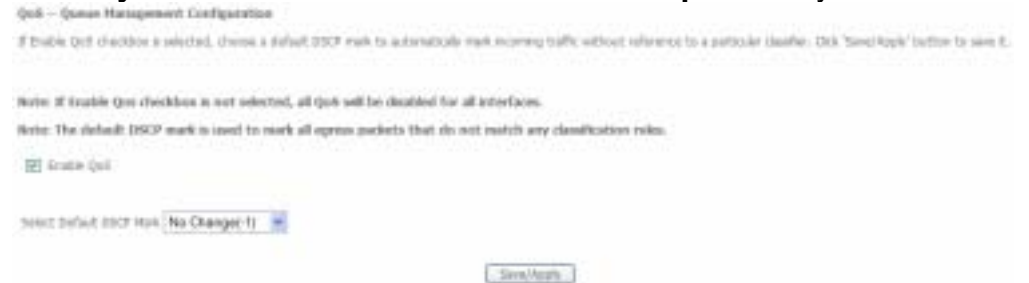 QoS -- Queue Management Configuration
If Enable QoS checkbox is selected, choose a default DSCP mark to automatically mark incoming traffic without reference to a particular classifier. Click 'Save/Apply' button to save it.
Note: If Enable Qos checkbox is not selected, all QoS will be disabled for all interfaces.
Note: The default DSCP mark is used to mark all egress packets that do not match any classification rules.
Enable QoS
Select Default DSCP Mark No Change(-1)
Save/Apply